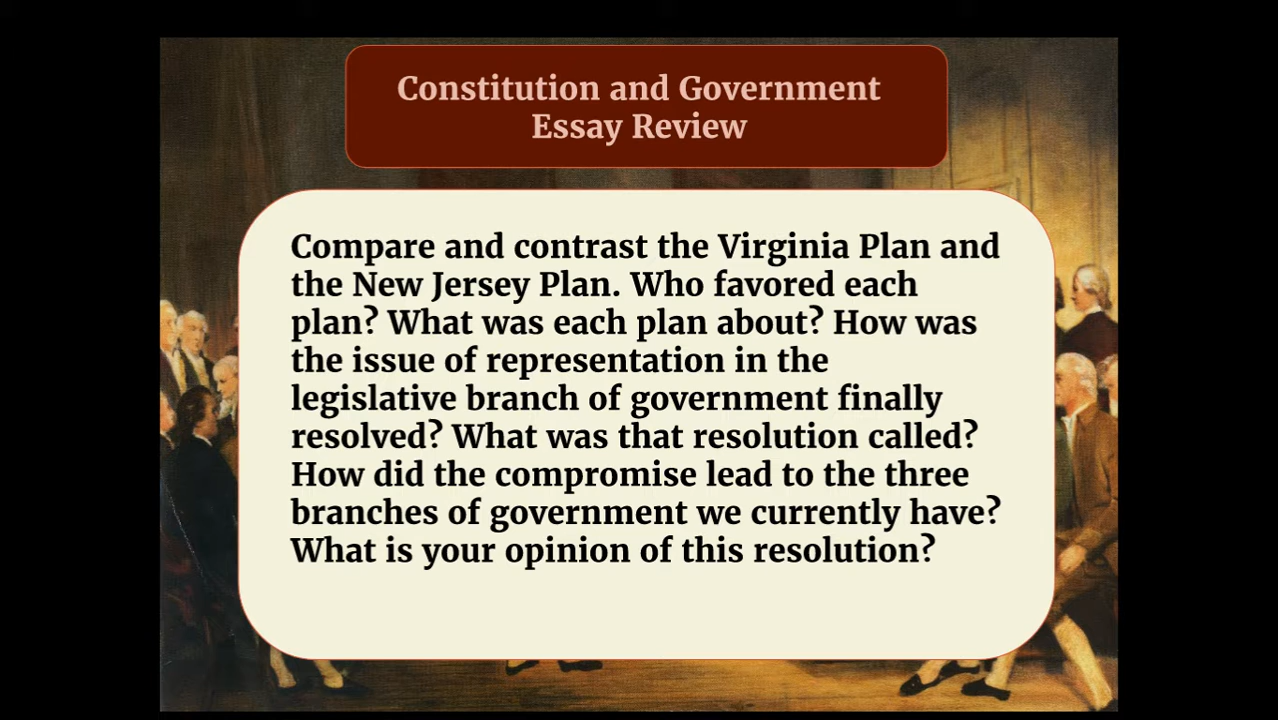 Constitution and Government
Essay Review
Compare and contrast the Virginia Plan and
the New Jersey Plan. Who favored each
plan? What was each plan about? How was
the issue of representation in the
legislative branch of government finally
resolved? What was that resolution called?
How did the compromise lead to the three
branches of government we currently have?
What is your opinion of this resolution?